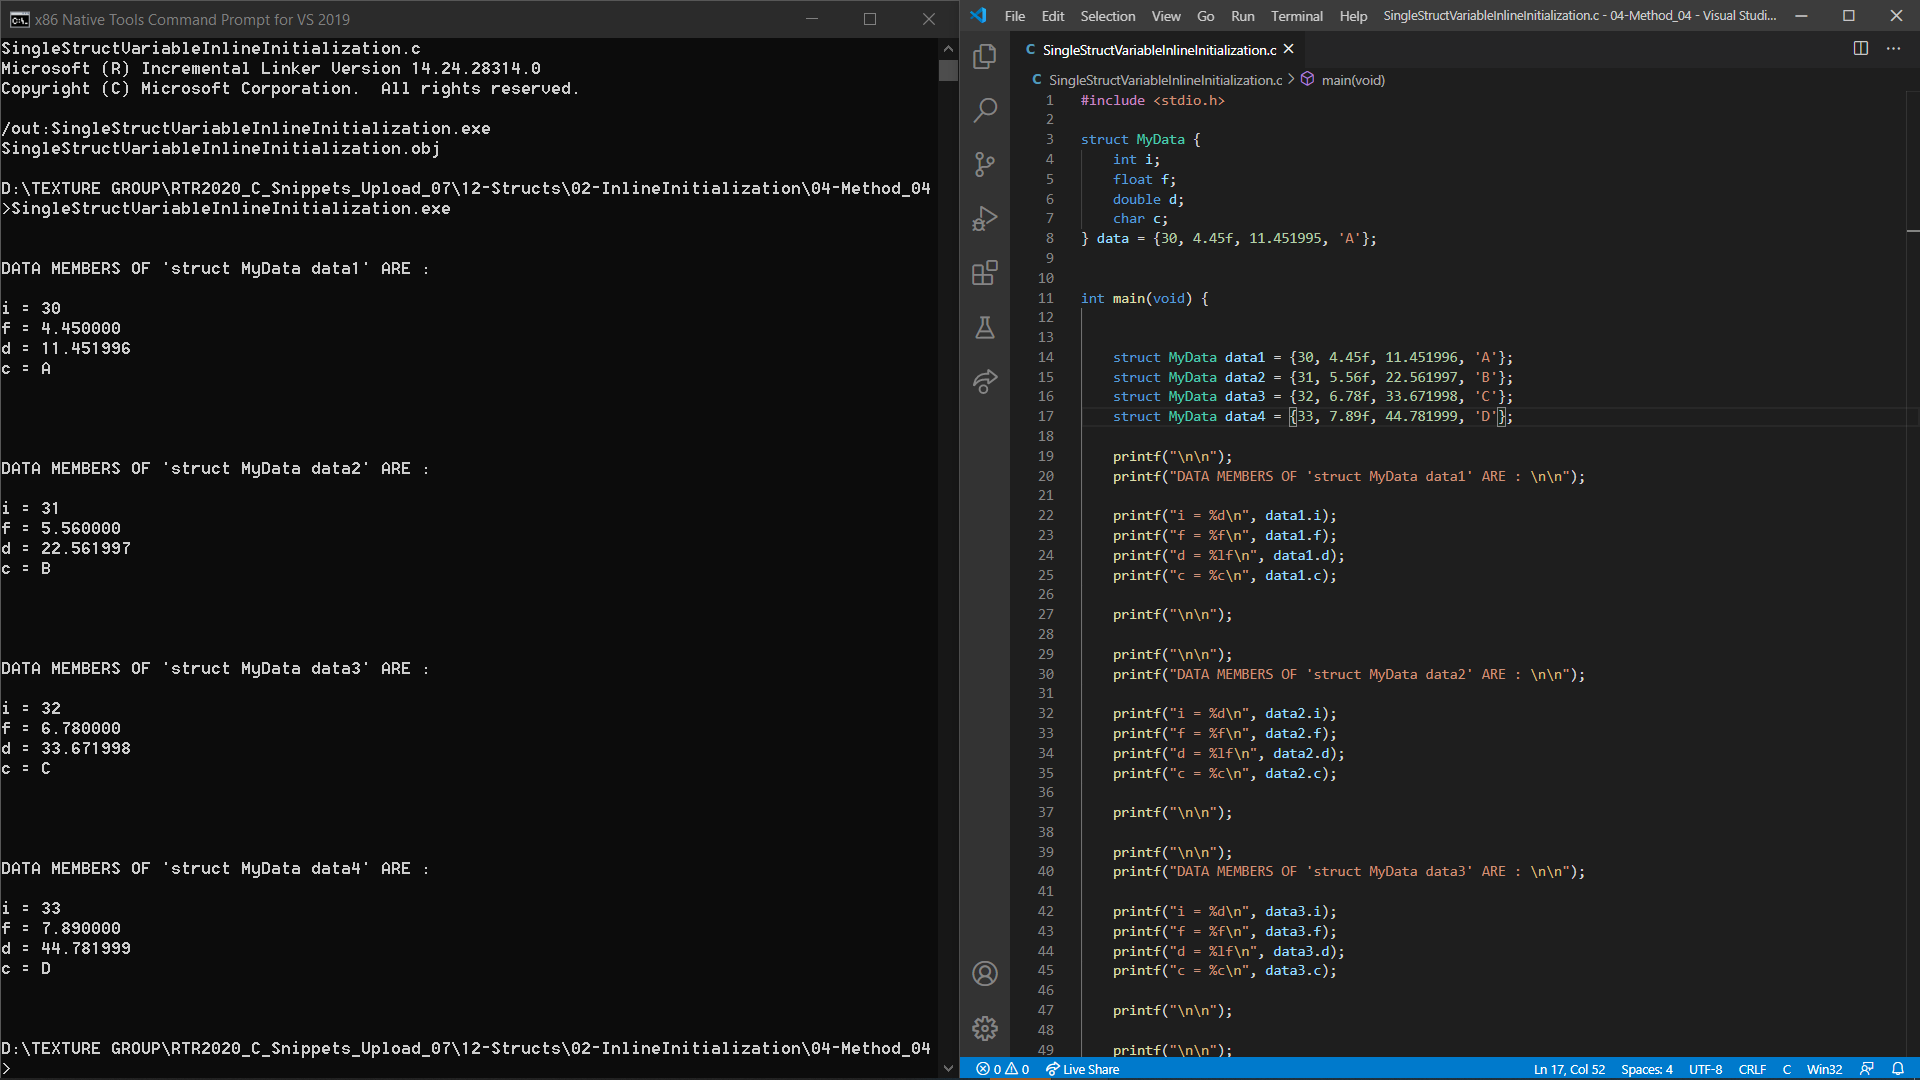 x86 Native Tools Command Prompt for VS 2019
SingleStructVariableInlineInitialization.c
Microsoft (R) Incremental Linker Version 14.24.28314.0
Copyright (C) Microsoft Corporation.  All rights reserved.
/out:SingleStructVariableInlineInitialization.exe
SingleStructVariableInlineInitialization.obj
D:\TEXTURE GROUP\RTR2020_C_Snippets_Upload_07\12-Structs\02-InlineInitialization\04-Method_04
>SingleStructVariableInlineInitialization.exe
DATA MEMBERS OF 'struct MyData data1' ARE :
i = 30
f = 4.450000
d = 11.451996
c = A
DATA MEMBERS OF 'struct MyData data2' ARE :
i = 31
f = 5.560000
d = 22.561997
c = B
DATA MEMBERS OF 'struct MyData data3' ARE :
i = 32
f = 6.780000
d = 33.671998
c = C
DATA MEMBERS OF 'struct MyData data4' ARE :
i = 33
f = 7.890000
d = 44.781999
c = D
D:\TEXTURE GROUP\RTR2020_C_Snippets_Upload_07\12-Structs\02-InlineInitialization\04-Method_04
>
File Edit Selection View Go Run Terminal Help SingleStructVariableInlineInitialization.c - 04-Method_04 - Visual Studi...
C SingleStructVariableInlineInitialization.c
C SingleStructVariableInlineInitialization.c > main(void)
1 #include <stdio.h>
2
3 struct MyData {
4     int i;
5     float f;
6     double d;
7     char c;
8 } data = {30, 4.45f, 11.451995, 'A'};
9
10
11 int main(void) {
12
13
14     struct MyData data1 = {30, 4.45f, 11.451996, 'A'};
15     struct MyData data2 = {31, 5.56f, 22.561997, 'B'};
16     struct MyData data3 = {32, 6.78f, 33.671998, 'C'};
17     struct MyData data4 = {33, 7.89f, 44.781999, 'D'};
18
19     printf("\n\n");
20     printf("DATA MEMBERS OF 'struct MyData data1' ARE : \n\n");
21
22     printf("i = %d\n", data1.i);
23     printf("f = %f\n", data1.f);
24     printf("d = %lf\n", data1.d);
25     printf("c = %c\n", data1.c);
26
27     printf("\n\n");
28
29     printf("\n\n");
30     printf("DATA MEMBERS OF 'struct MyData data2' ARE : \n\n");
31
32     printf("i = %d\n", data2.i);
33     printf("f = %f\n", data2.f);
34     printf("d = %lf\n", data2.d);
35     printf("c = %c\n", data2.c);
36
37     printf("\n\n");
38
39     printf("\n\n");
40     printf("DATA MEMBERS OF 'struct MyData data3' ARE : \n\n");
41
42     printf("i = %d\n", data3.i);
43     printf("f = %f\n", data3.f);
44     printf("d = %lf\n", data3.d);
45     printf("c = %c\n", data3.c);
46
47     printf("\n\n");
48
49     printf("\n\n");
0 0 Live Share Ln 17, Col 52 Spaces: 4 UTF-8 CRLF C Win32